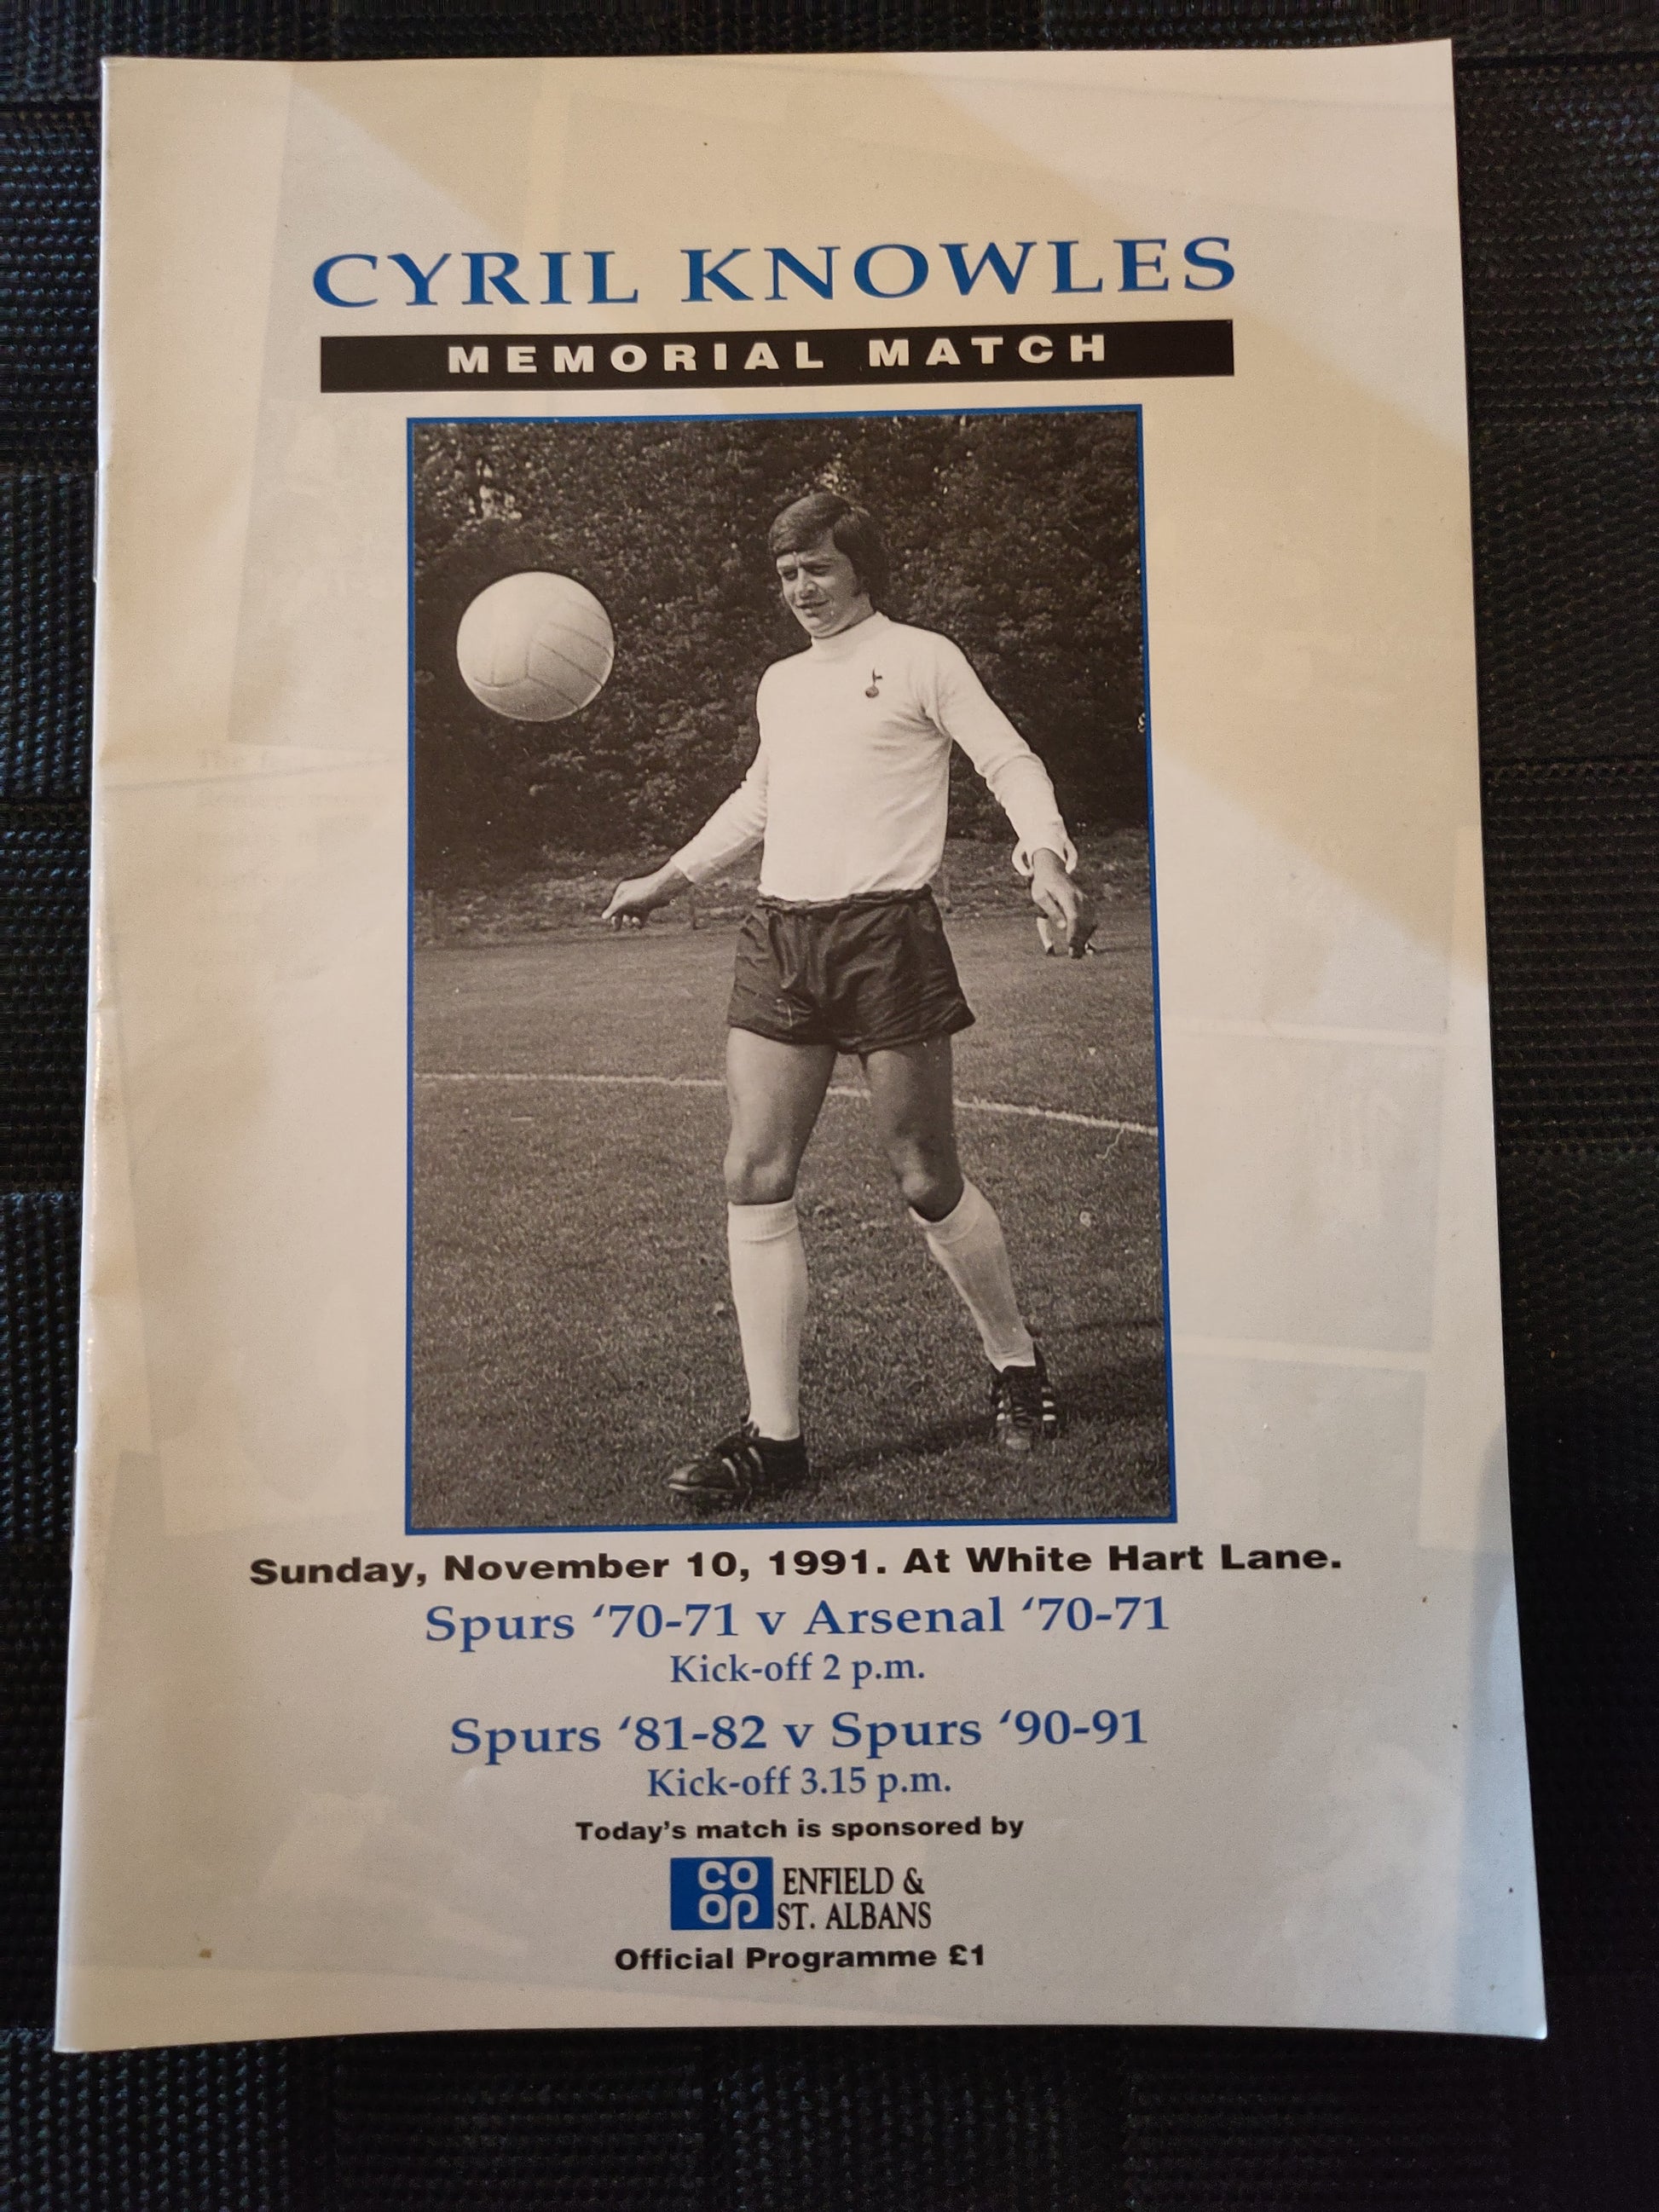 CYRIL KNOWLES
MEMORIAL MATCH
Sunday, November 10, 1991. At White Hart Lane.
Spurs ‘70-71 v Arsenal ‘70-71
Kick-off 2 p.m.
Spurs ‘81-82 v Spurs ‘90-91
Kick-off 3.15 p.m.
Today’s match is sponsored by
CO
OP
ENFIELD &
ST. ALBANS
Official Programme £1